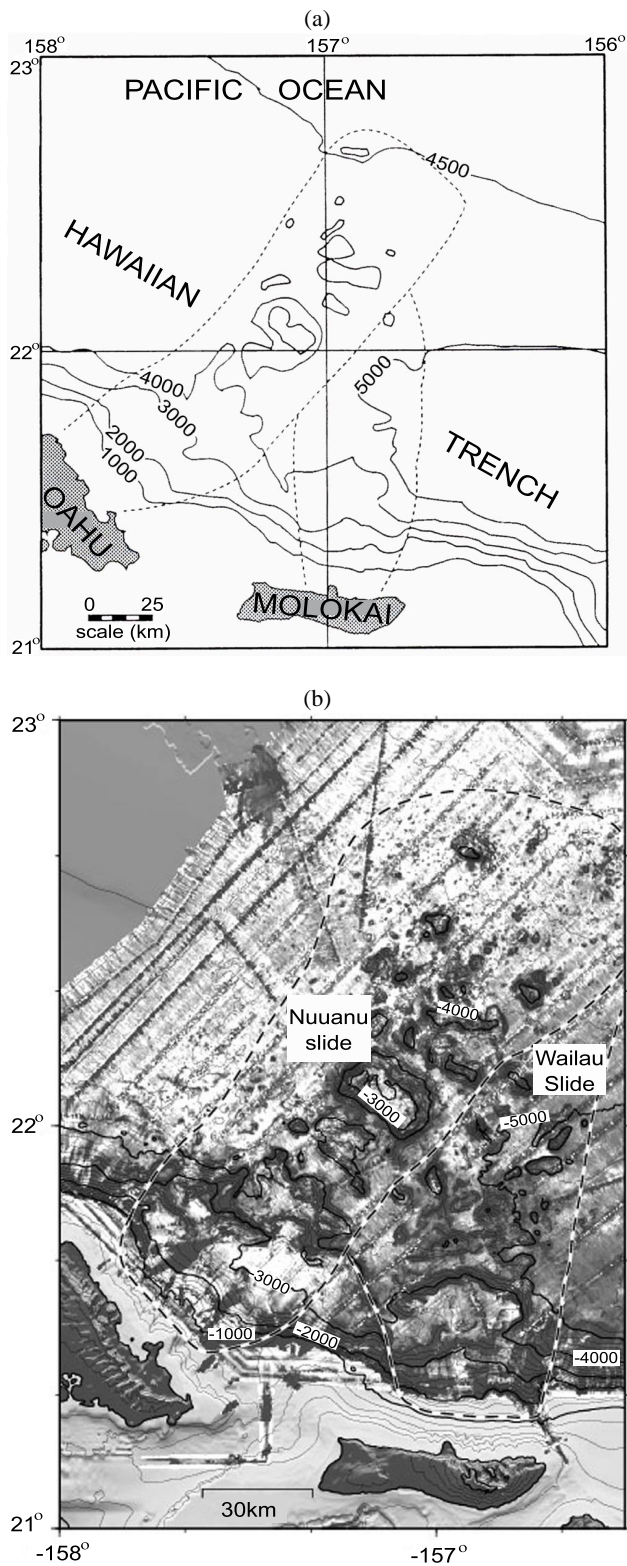 (a)
158° 157° 156°
23°
PACIFIC OCEAN
4500
HAWAIIAN
22°
4000
3000
5000
2000
1000
TRENCH
OAHU
0 25
scale (km)
MOLOKAI
21°
(b)
23°
-4000
Nuuanu
slide
Wailau
Slide
-3000
-5000
22°
-3000
-1000
-2000
-4000
30km
21°
-158° -157°